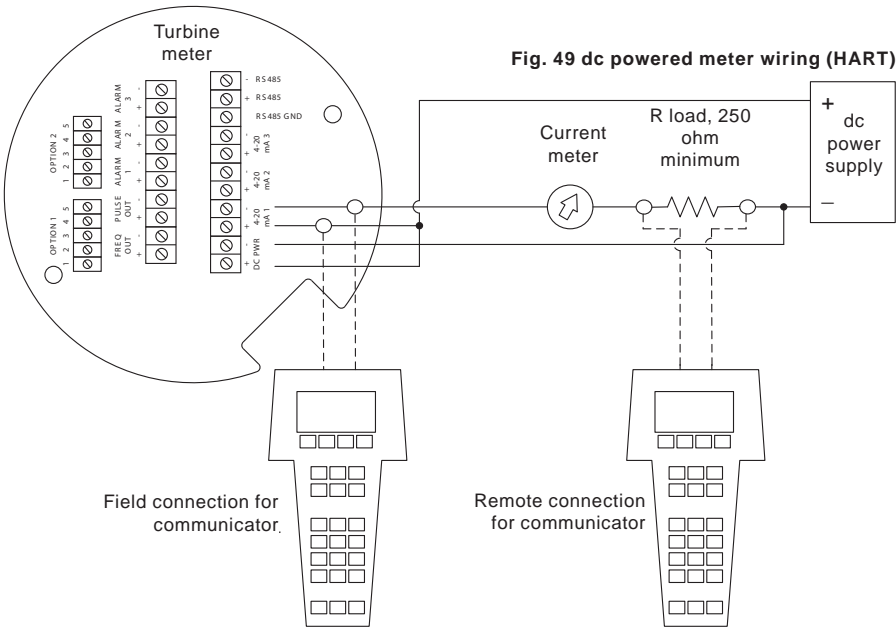 Turbine
meter
Fig. 49 dc powered meter wiring (HART)
- RS485
+ RS485
RS485 GND
- 4-20
+ mA 3
- 4-20
+ mA 2
- 4-20
+ mA 1
- DC PWR
+
ALARM
3
- +
ALARM
2
- +
ALARM
1
- +
PULSE
OUT
- +
FREQ
OUT
- +
OPTION 2
1 2 3 4 5
OPTION 1
1 2 3 4 5
Current
meter
R load, 250
ohm
minimum
+
dc
power
supply
–
Field connection for
communicator.
Remote connection
for communicator